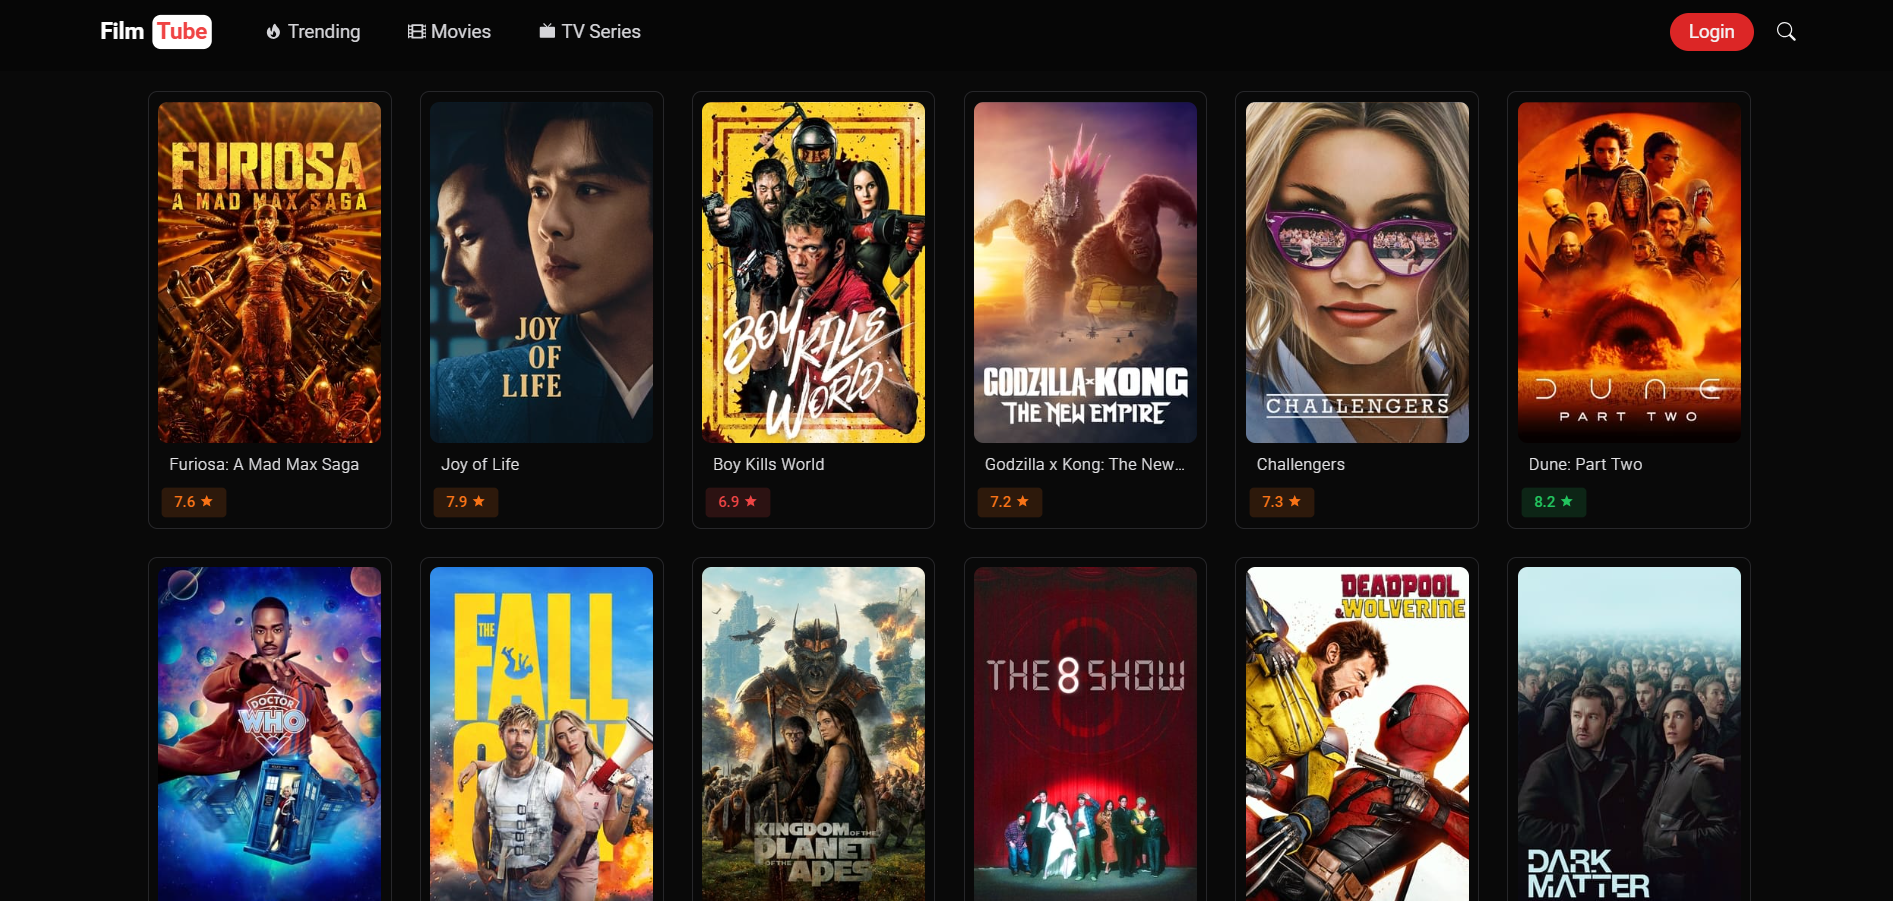 Film Tube
Trending
Movies
TV Series
Login
FURIOSA
A MAD MAX SAGA
JOY
OF
LIFE
BOY KILLS
WORLD
GODZILLA x KONG
THE NEW EMPIRE
CHALLENGERS
DUNE
PART TWO
Furiosa: A Mad Max Saga
Joy of Life
Boy Kills World
Godzilla x Kong: The New...
Challengers
Dune: Part Two
7.6
7.9
6.9
7.2
7.3
8.2
DOCTOR
WHO
THE
FALL
KINGDOM OF THE
PLANET
OF THE APES
THE 8 SHOW
DEADPOOL
& WOLVERINE
DARK
MATTER